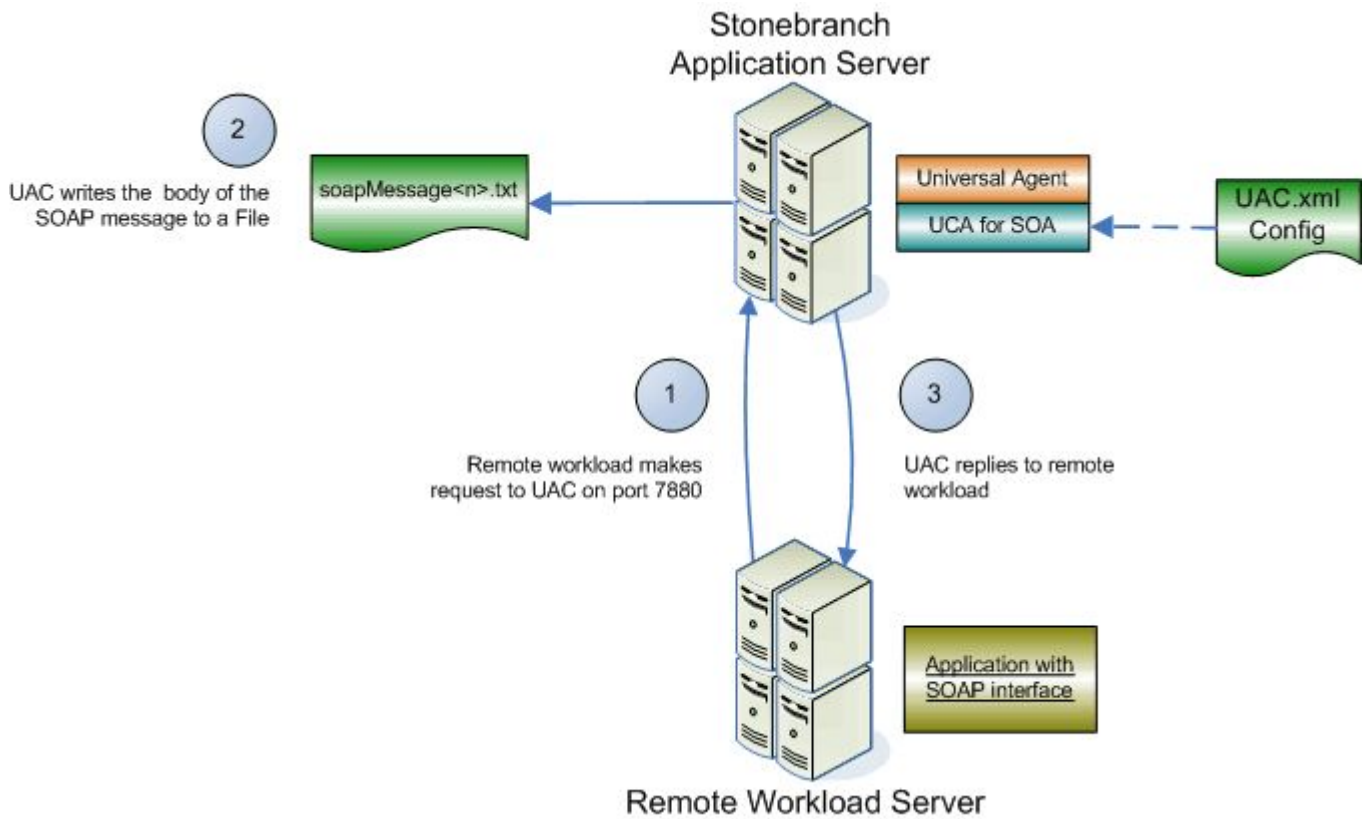 Stonebranch
Application Server
2
UAC writes the body of the
SOAP message to a File
soapMessage<n>.txt
Universal Agent
UCA for SOA
UAC.xml
Config
1
Remote workload makes
request to UAC on port 7880
3
UAC replies to remote
workload
Application with
SOAP interface
Remote Workload Server